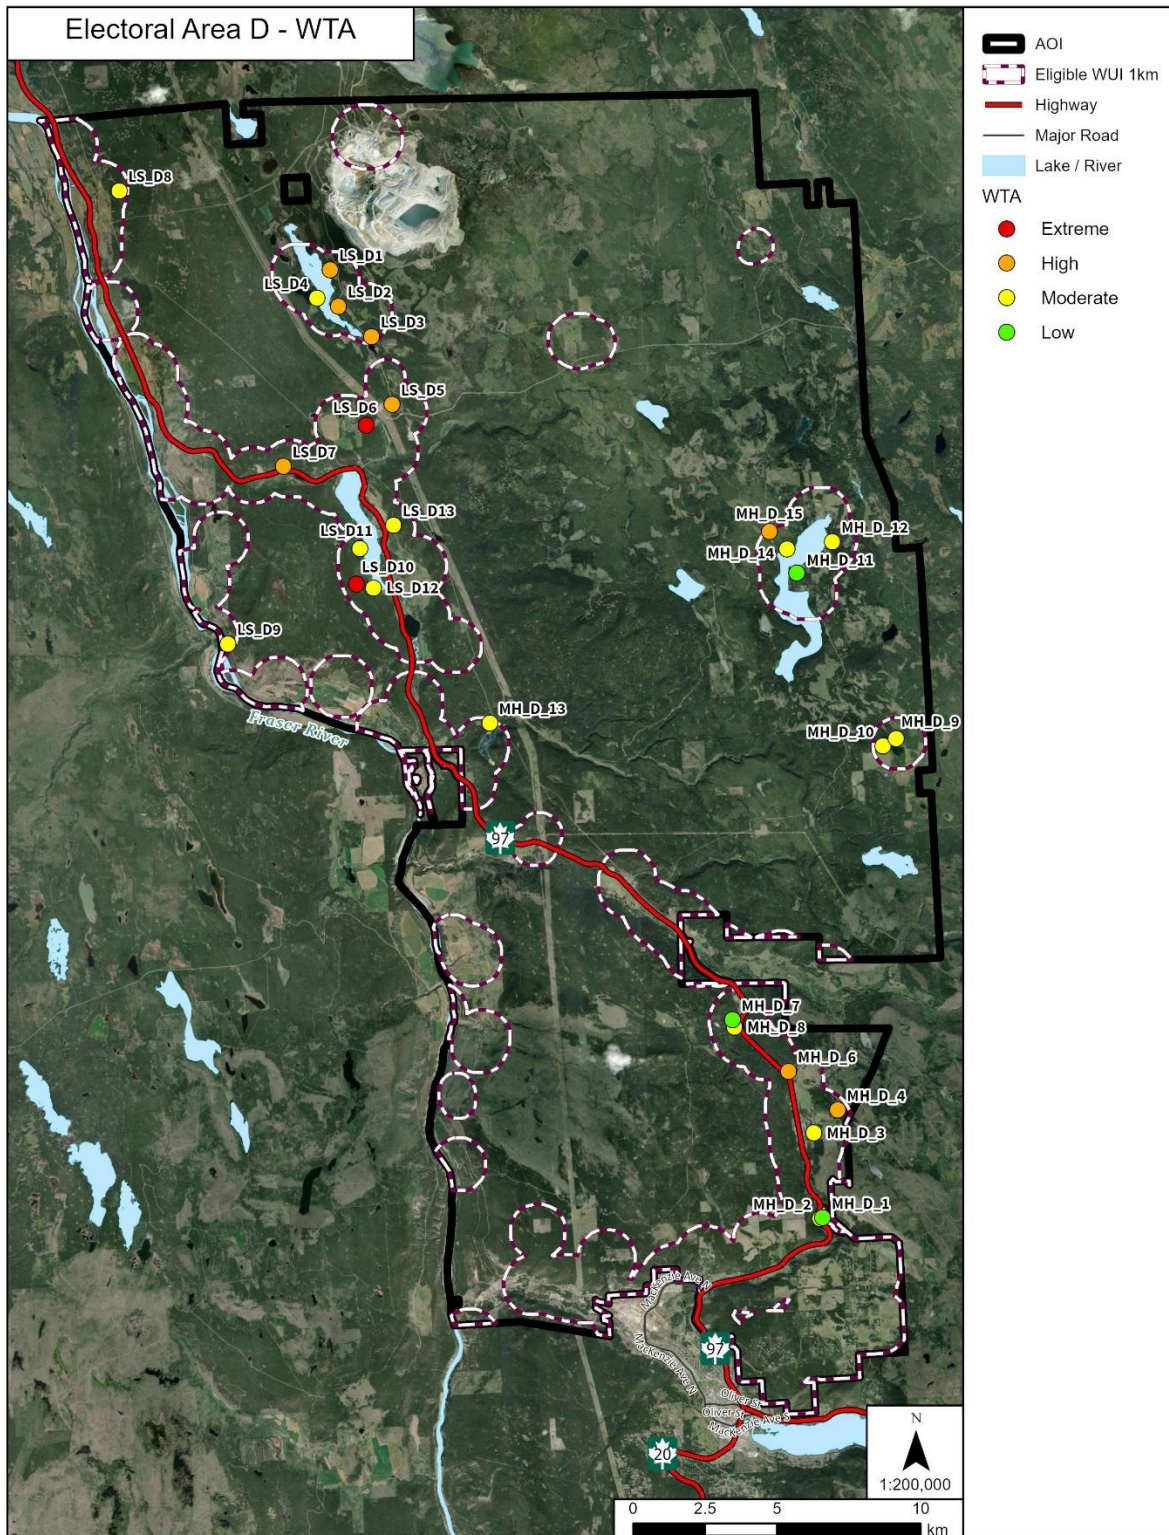 Electoral Area D - WTA
AOI
Eligible WUI 1km
Highway
Major Road
Lake / River
WTA
Extreme
High
Moderate
Low
LS_D8
LS_D1
LS_D4
LS_D2
LS_D3
LS_D5
LS_D6
LS_D7
LS_D13
LS_D11
LS_D10
LS_D12
LS_D9
MH_D_15
MH_D_12
MH_D_14
MH_D_11
MH_D_13
MH_D_9
MH_D_10
Fraser River
97
MH_D_7
MH_D_8
MH_D_6
MH_D_4
MH_D_3
MH_D_2
MH_D_1
Mackenzie Ave N
97
Mackenzie Ave N
Oliver St
Oliver St
Mackenzie Ave S
20
N
1:200,000
0 2.5 5 10
km